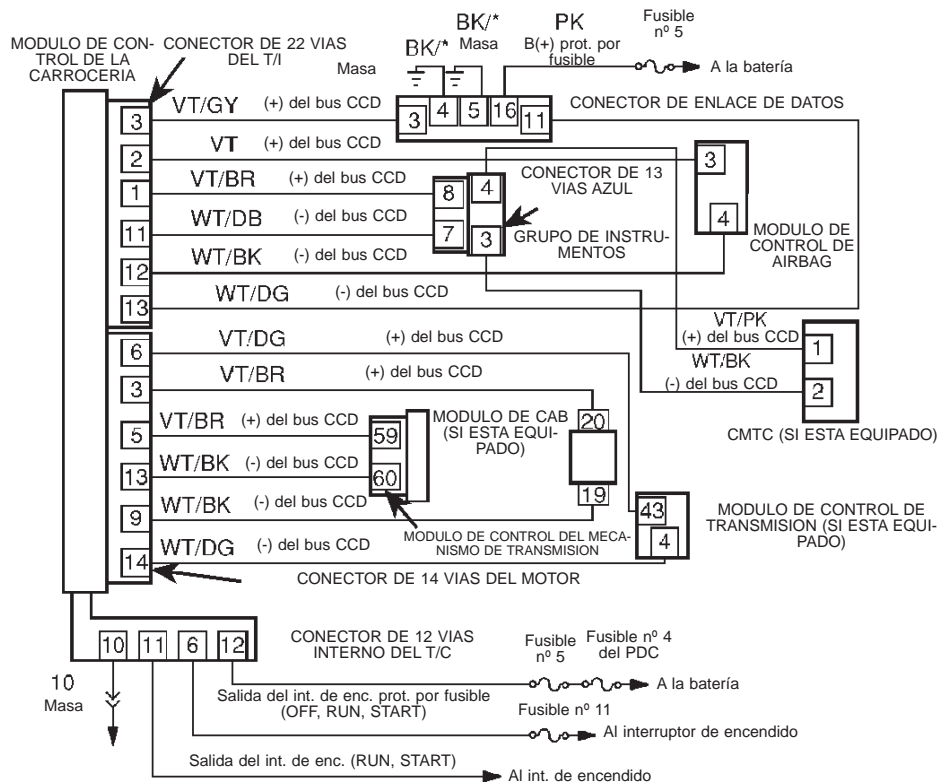 BK/*
Masa
BK/*
Masa
PK
B(+) prot. por
fusible
Fusible
nº 5
A la batería
MODULO DE CON-
TROL DE LA
CARROCERIA
CONECTOR DE 22 VIAS
DEL T/I
CONECTOR DE ENLACE DE DATOS
3 4 5 16 11
3 VT/GY (+) del bus CCD
2 VT (+) del bus CCD
1 VT/BR (+) del bus CCD
11 WT/DB (-) del bus CCD
12 WT/BK (-) del bus CCD
13 WT/DG (-) del bus CCD
8 4
7 3
CONECTOR DE 13
VIAS AZUL
GRUPO DE INSTRU-
MENTOS
3
4
MODULO DE
CONTROL DE
AIRBAG
VT/PK
(+) del bus CCD
WT/BK
(-) del bus CCD
1
2
CMTC (SI ESTA EQUIPADO)
6 VT/DG (+) del bus CCD
3 VT/BR (+) del bus CCD
5 VT/BR (+) del bus CCD
13 WT/BK (-) del bus CCD
9 WT/BK (-) del bus CCD
14 WT/DG (-) del bus CCD
59
60
MODULO DE CAB
(SI ESTA EQUI-
PADO)
20
19
MODULO DE CONTROL DEL MECA-
NISMO DE TRANSMISION
43
4
MODULO DE CONTROL DE
TRANSMISION (SI ESTA EQUI-
PADO)
CONECTOR DE 14 VIAS DEL MOTOR
10 11 6 12
CONECTOR DE 12 VIAS
INTERNO DEL T/C
10
Masa
Salida del int. de enc. prot. por fusible
(OFF, RUN, START)
Fusible
nº 5
Fusible nº 4
del PDC
A la batería
Fusible nº 11
Al interruptor de encendido
Salida del int. de enc. (RUN, START)
Al int. de encendido